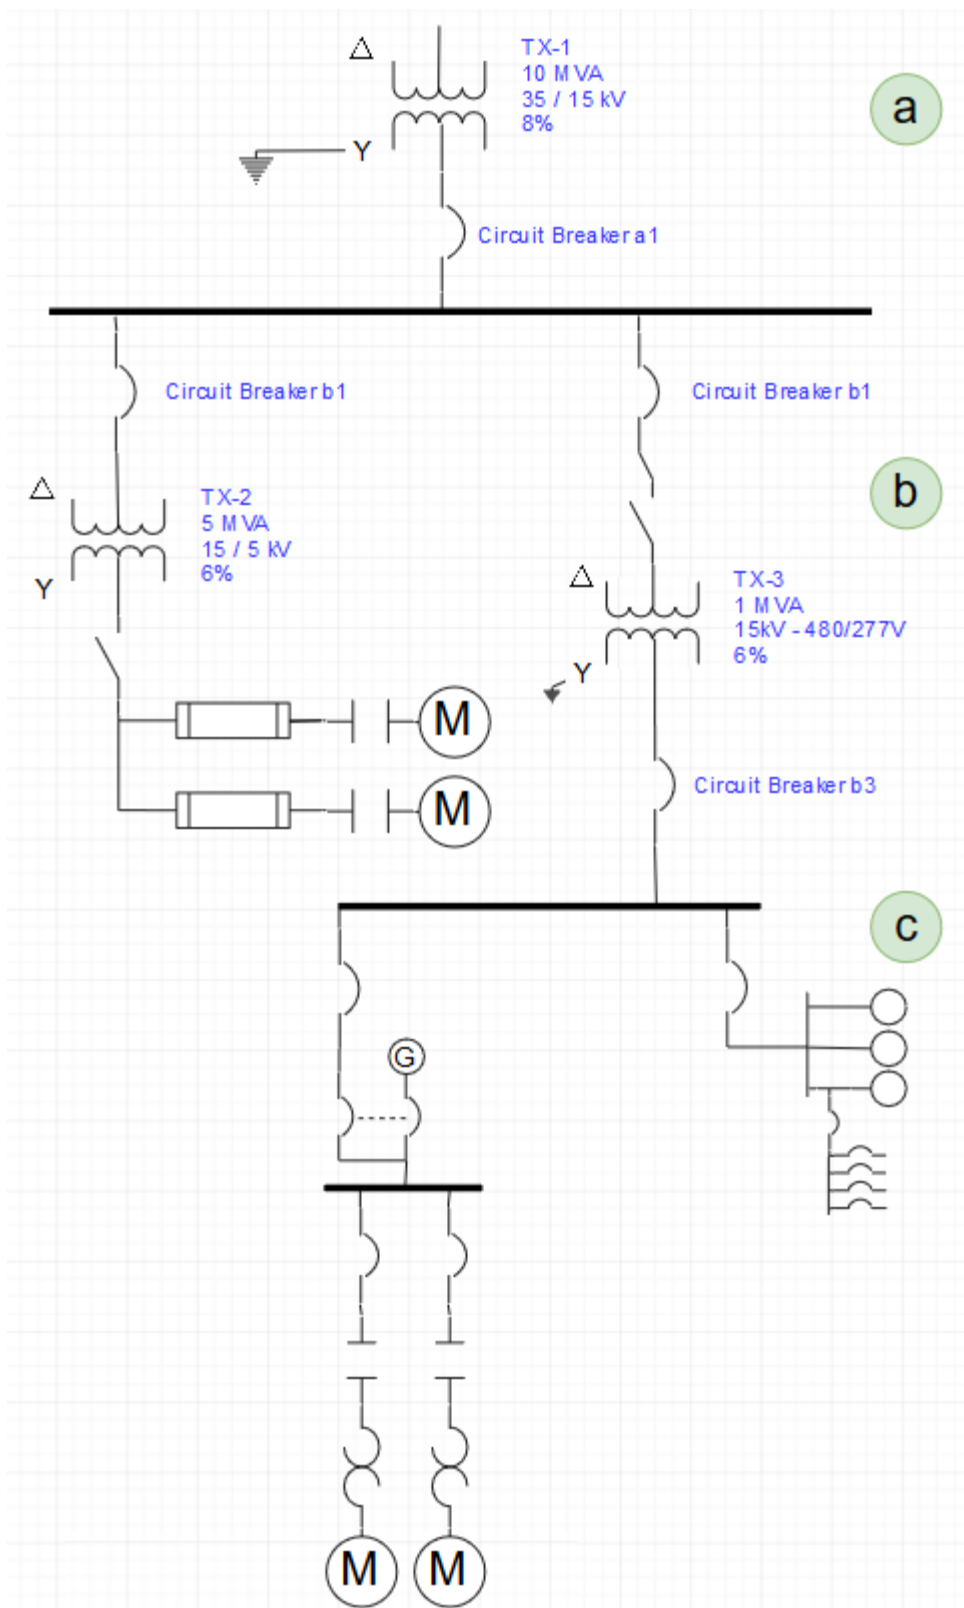 TX-1
10 MVA
35 / 15 kV
8%
a
Y
Circuit Breaker a1
Circuit Breaker b1
Circuit Breaker b1
b
TX-2
5 MVA
15 / 5 kV
6%
Y
TX-3
1 MVA
15kV - 480/277V
6%
Y
M
M
Circuit Breaker b3
c
G
M
M